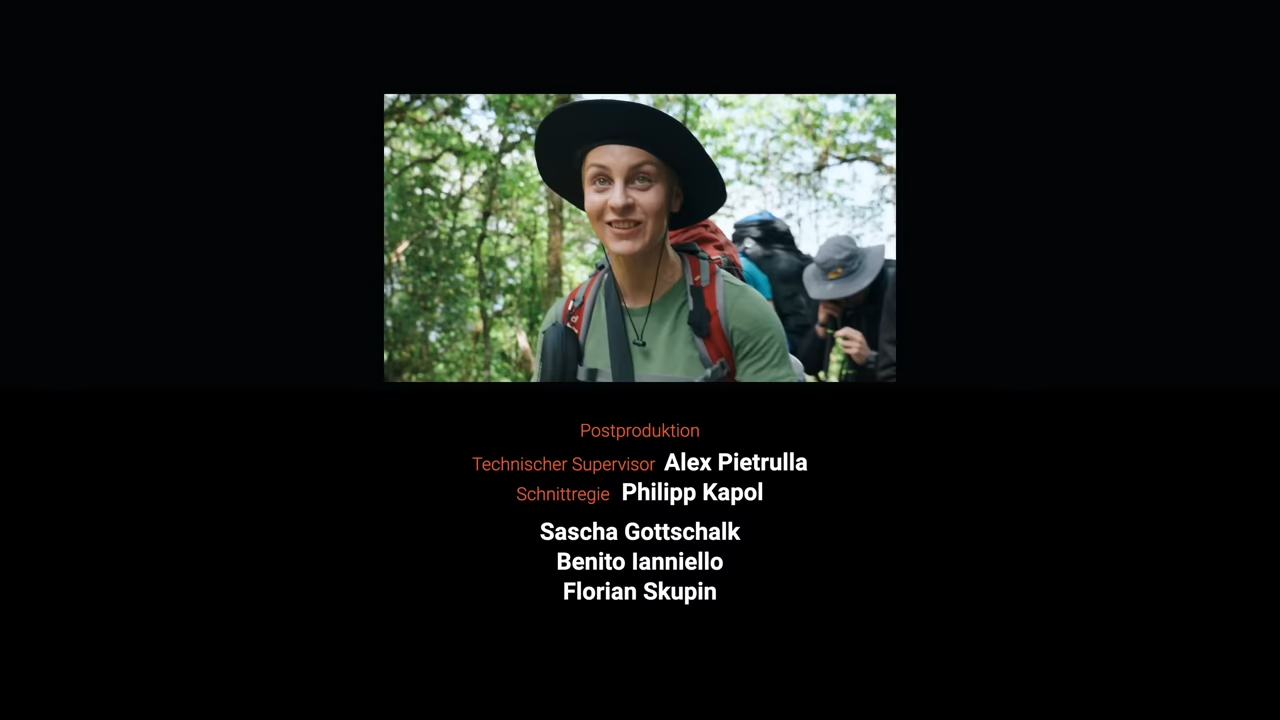 Postproduktion
Technischer Supervisor Alex Pietrulla
Schnittregie Philipp Kapol
Sascha Gottschalk
Benito Ianniello
Florian Skupin